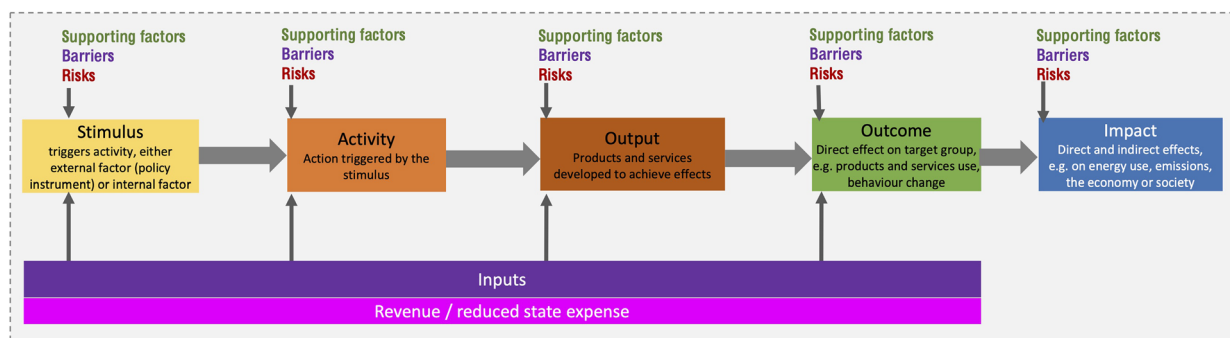 Supporting factors
Barriers
Risks
Supporting factors
Barriers
Risks
Supporting factors
Barriers
Risks
Supporting factors
Barriers
Risks
Supporting factors
Barriers
Risks
Stimulus
triggers activity, either
external factor (policy
instrument) or internal factor
Activity
Action triggered by the
stimulus
Output
Products and services
developed to achieve effects
Outcome
Direct effect on target group,
e.g. products and services use,
behaviour change
Impact
Direct and indirect effects,
e.g. on energy use, emissions,
the economy or society
Inputs
Revenue / reduced state expense